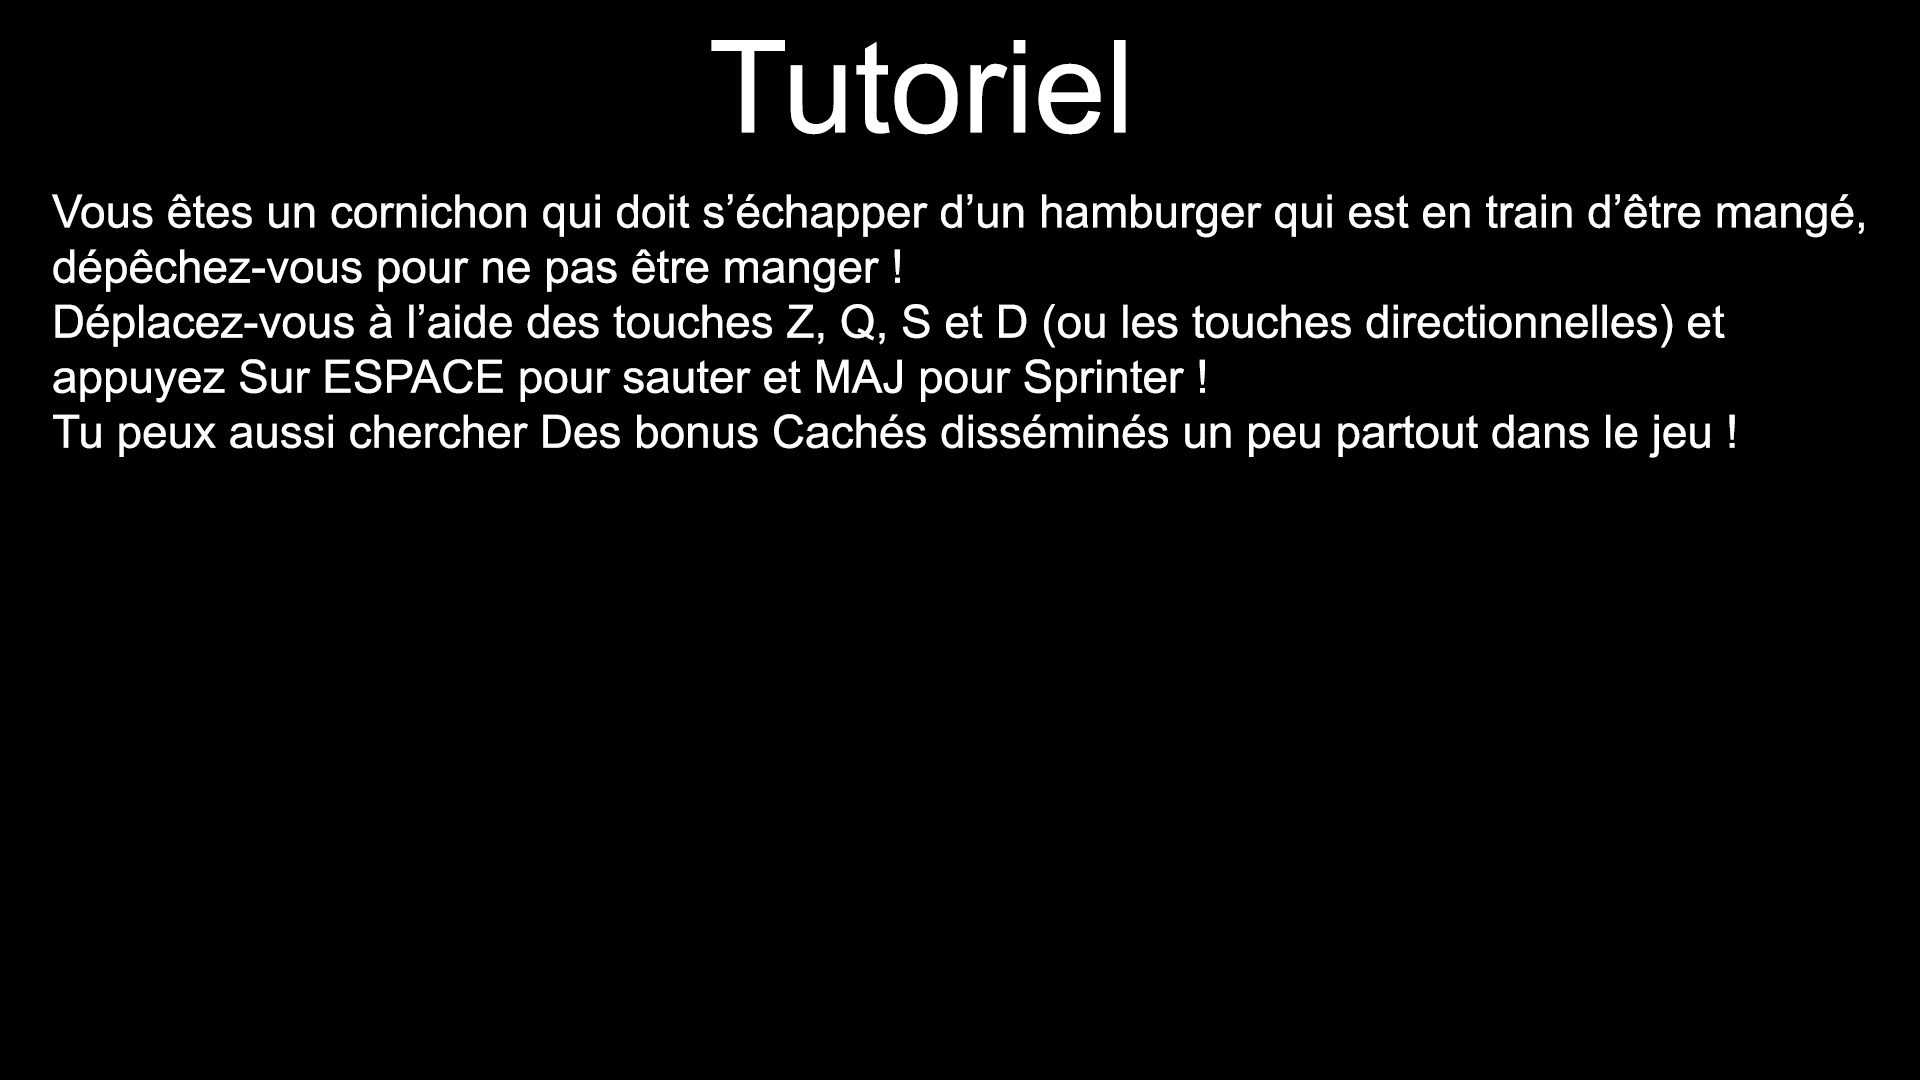 Tutoriel
Vous êtes un cornichon qui doit s’échapper d’un hamburger qui est en train d’être mangé,
dépêchez-vous pour ne pas être manger !
Déplacez-vous à l’aide des touches Z, Q, S et D (ou les touches directionnelles) et
appuyez Sur ESPACE pour sauter et MAJ pour Sprinter !
Tu peux aussi chercher Des bonus Cachés disséminés un peu partout dans le jeu !